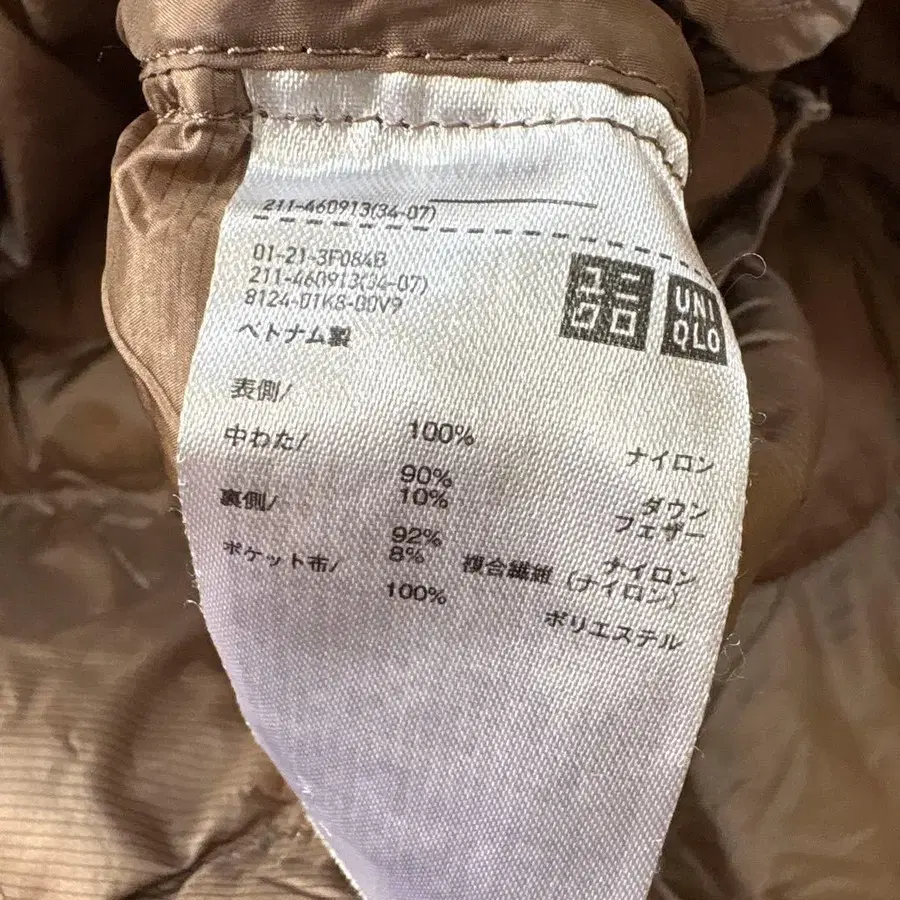 211-460913(34-07)
01-21-3F084B
211-460913(34-07)
8124-01K8-00V9
ベトナム製
ユニ
クロ
UNI
QLO
表側/
100% ナイロン
中わた/
90% ダウン
10% フェザー
裏側/
92% ナイロン
8% 複合繊維 (ナイロン)
ポケット布/
100% ポリエステル